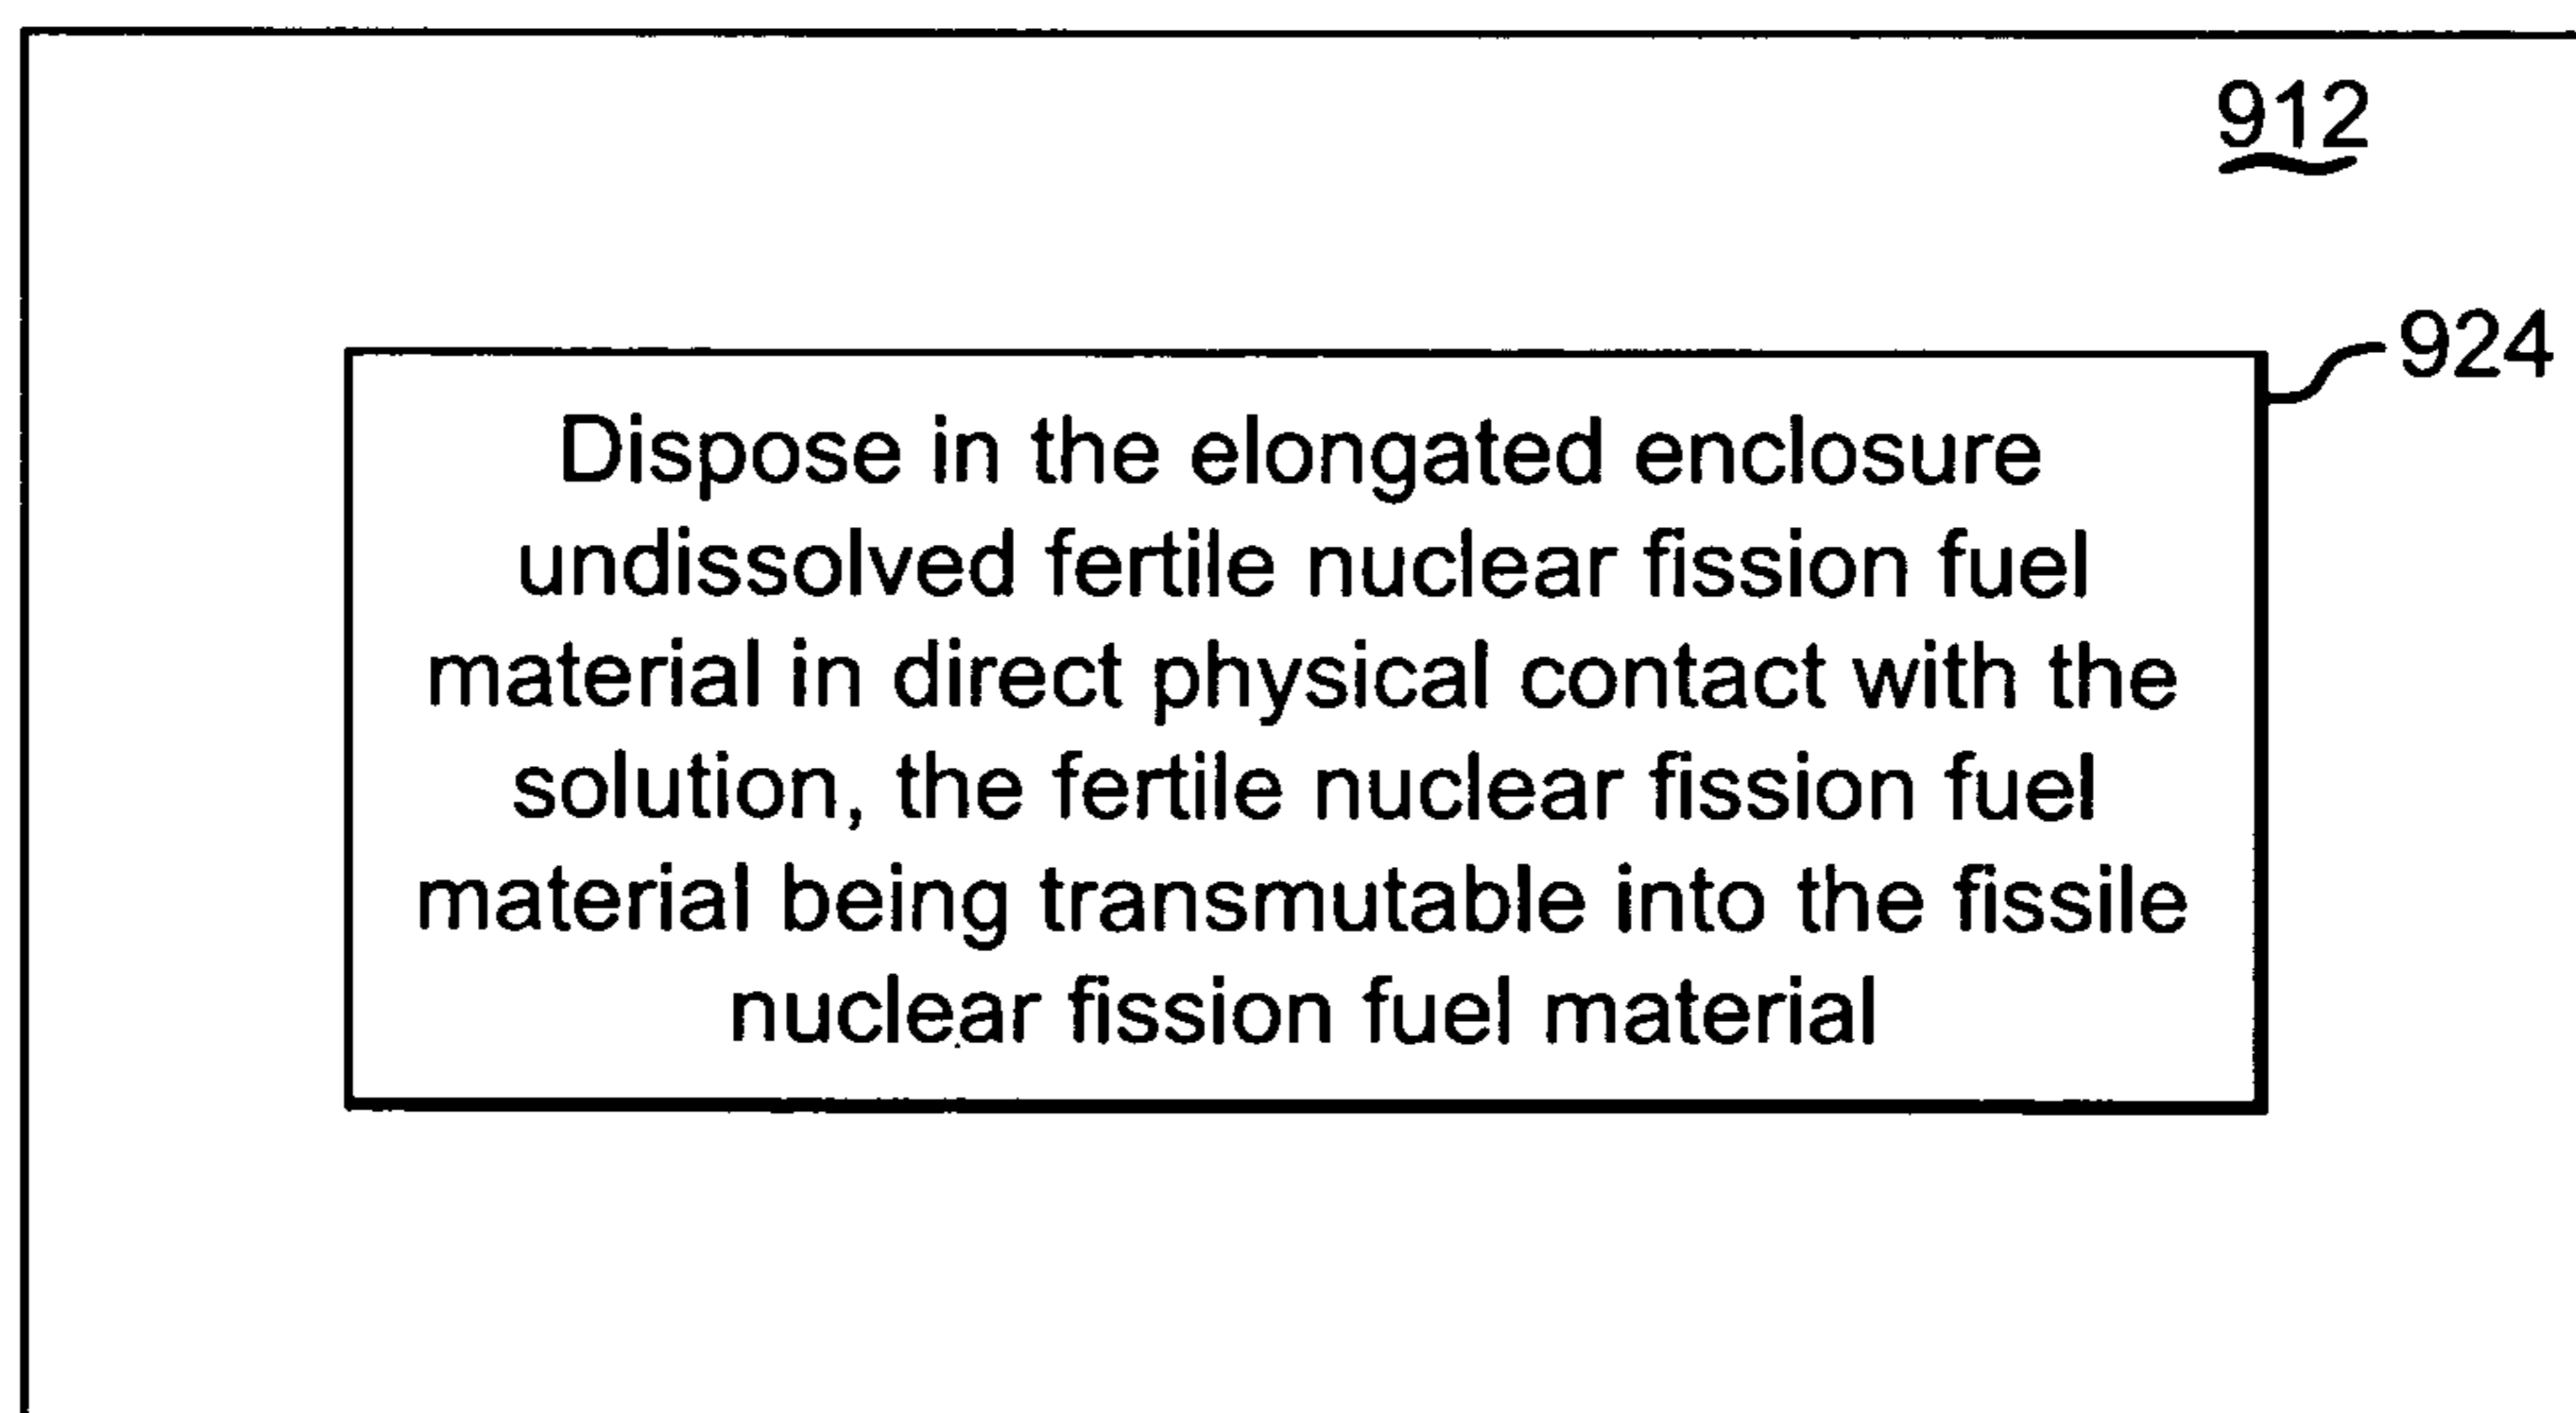 912
924
Dispose in the elongated enclosure
undissolved fertile nuclear fission fuel
material in direct physical contact with the
solution, the fertile nuclear fission fuel
material being transmutable into the fissile
nuclear fission fuel material